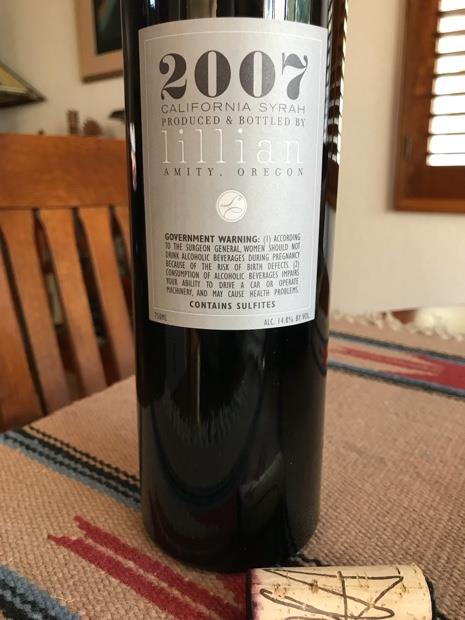 2007
CALIFORNIA SYRAH
PRODUCED & BOTTLED BY
lillian
AMITY, OREGON
GOVERNMENT WARNING: (1) ACCORDING
TO THE SURGEON GENERAL, WOMEN SHOULD NOT
DRINK ALCOHOLIC BEVERAGES DURING PREGNANCY
BECAUSE OF THE RISK OF BIRTH DEFECTS. (2)
CONSUMPTION OF ALCOHOLIC BEVERAGES IMPAIRS
YOUR ABILITY TO DRIVE A CAR OR OPERATE
MACHINERY, AND MAY CAUSE HEALTH PROBLEMS.
CONTAINS SULFITES
750ML ALC. 14.8% BY VOL.